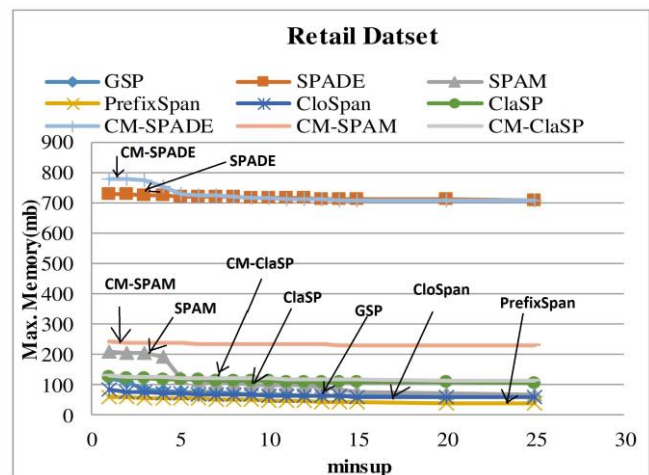 Retail Datset
GSP SPADE SPAM
PrefixSpan CloSpan ClaSP
CM-SPADE CM-SPAM CM-ClaSP
900
800
700
600
500
400
300
200
100
0
Max. Memory(mb)
CM-SPADE
SPADE
CM-SPAM
SPAM
CM-ClaSP
ClaSP
GSP
CloSpan
PrefixSpan
0 5 10 15 20 25 30
minsup